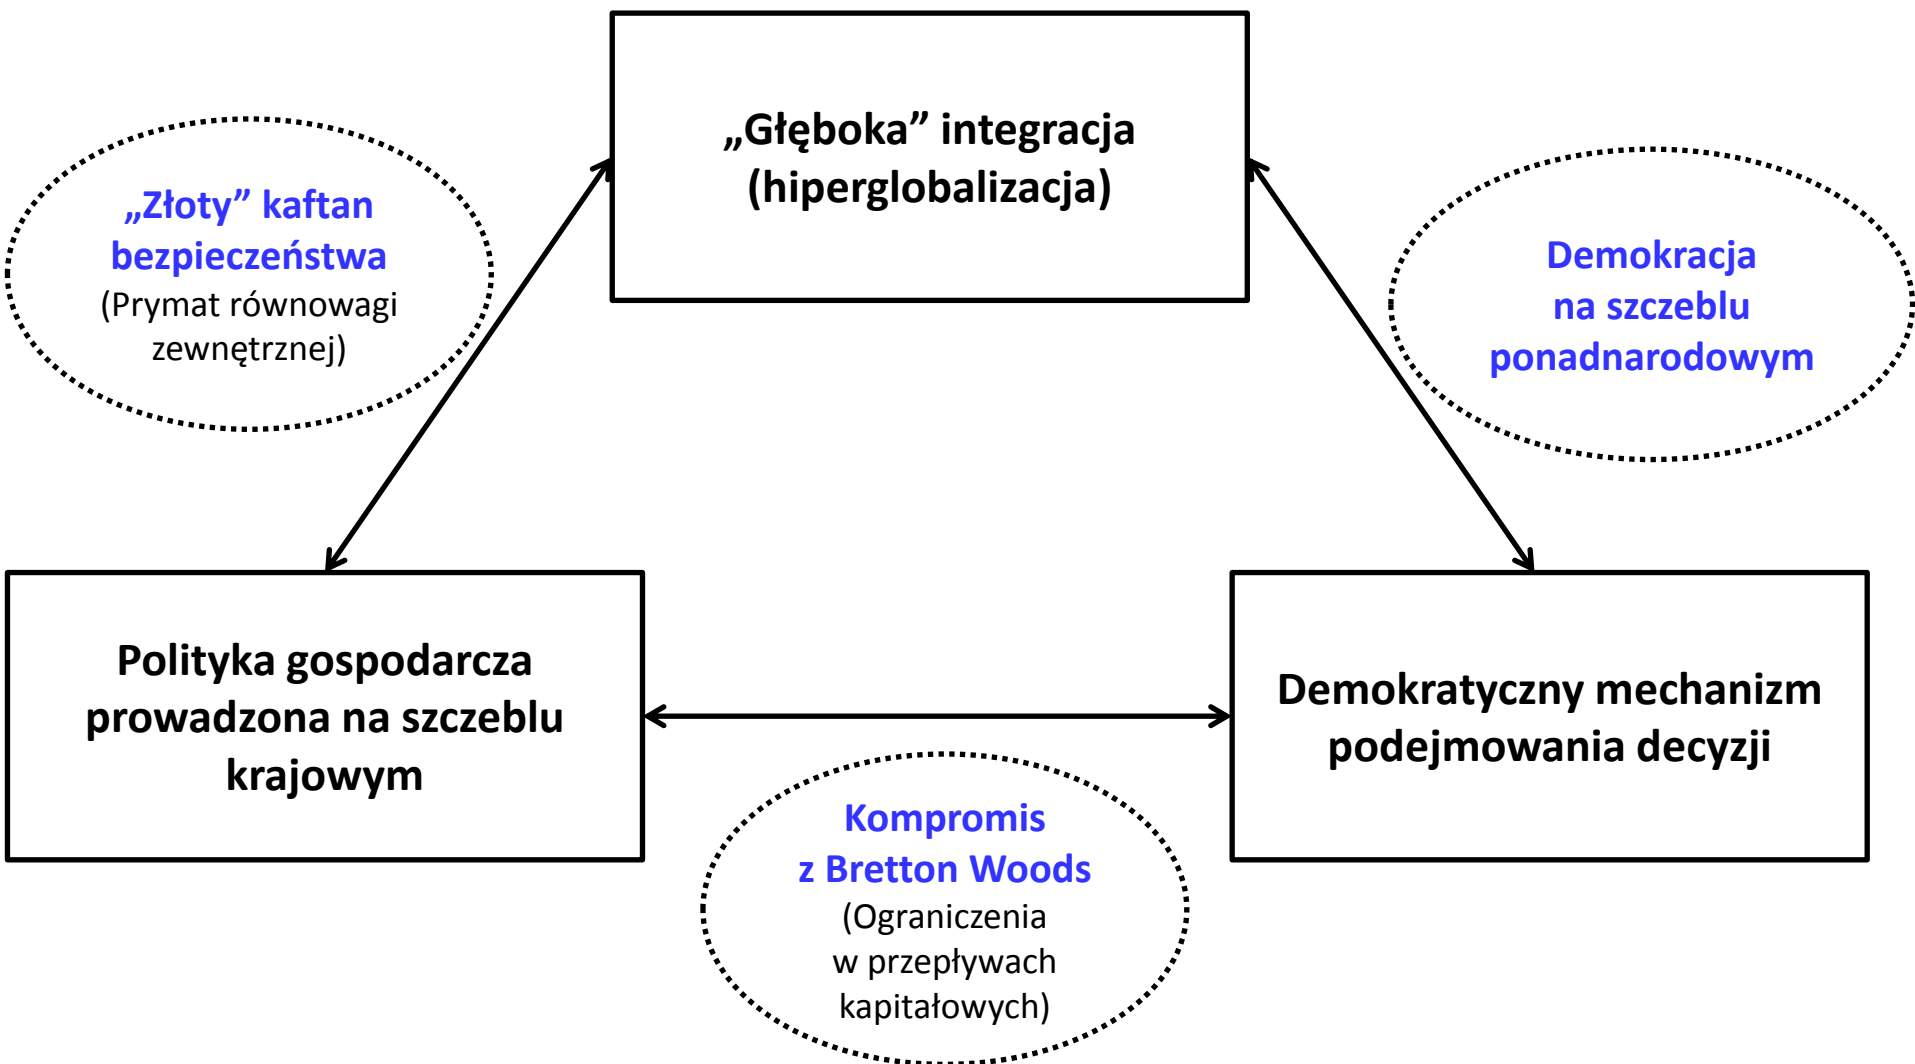 „Głęboka” integracja
(hiperglobalizacja)
„Złoty” kaftan
bezpieczeństwa
(Prymat równowagi
zewnętrznej)
Demokracja
na szczeblu
ponadnarodowym
Polityka gospodarcza
prowadzona na szczeblu
krajowym
Demokratyczny mechanizm
podejmowania decyzji
Kompromis
z Bretton Woods
(Ograniczenia
w przepływach
kapitałowych)